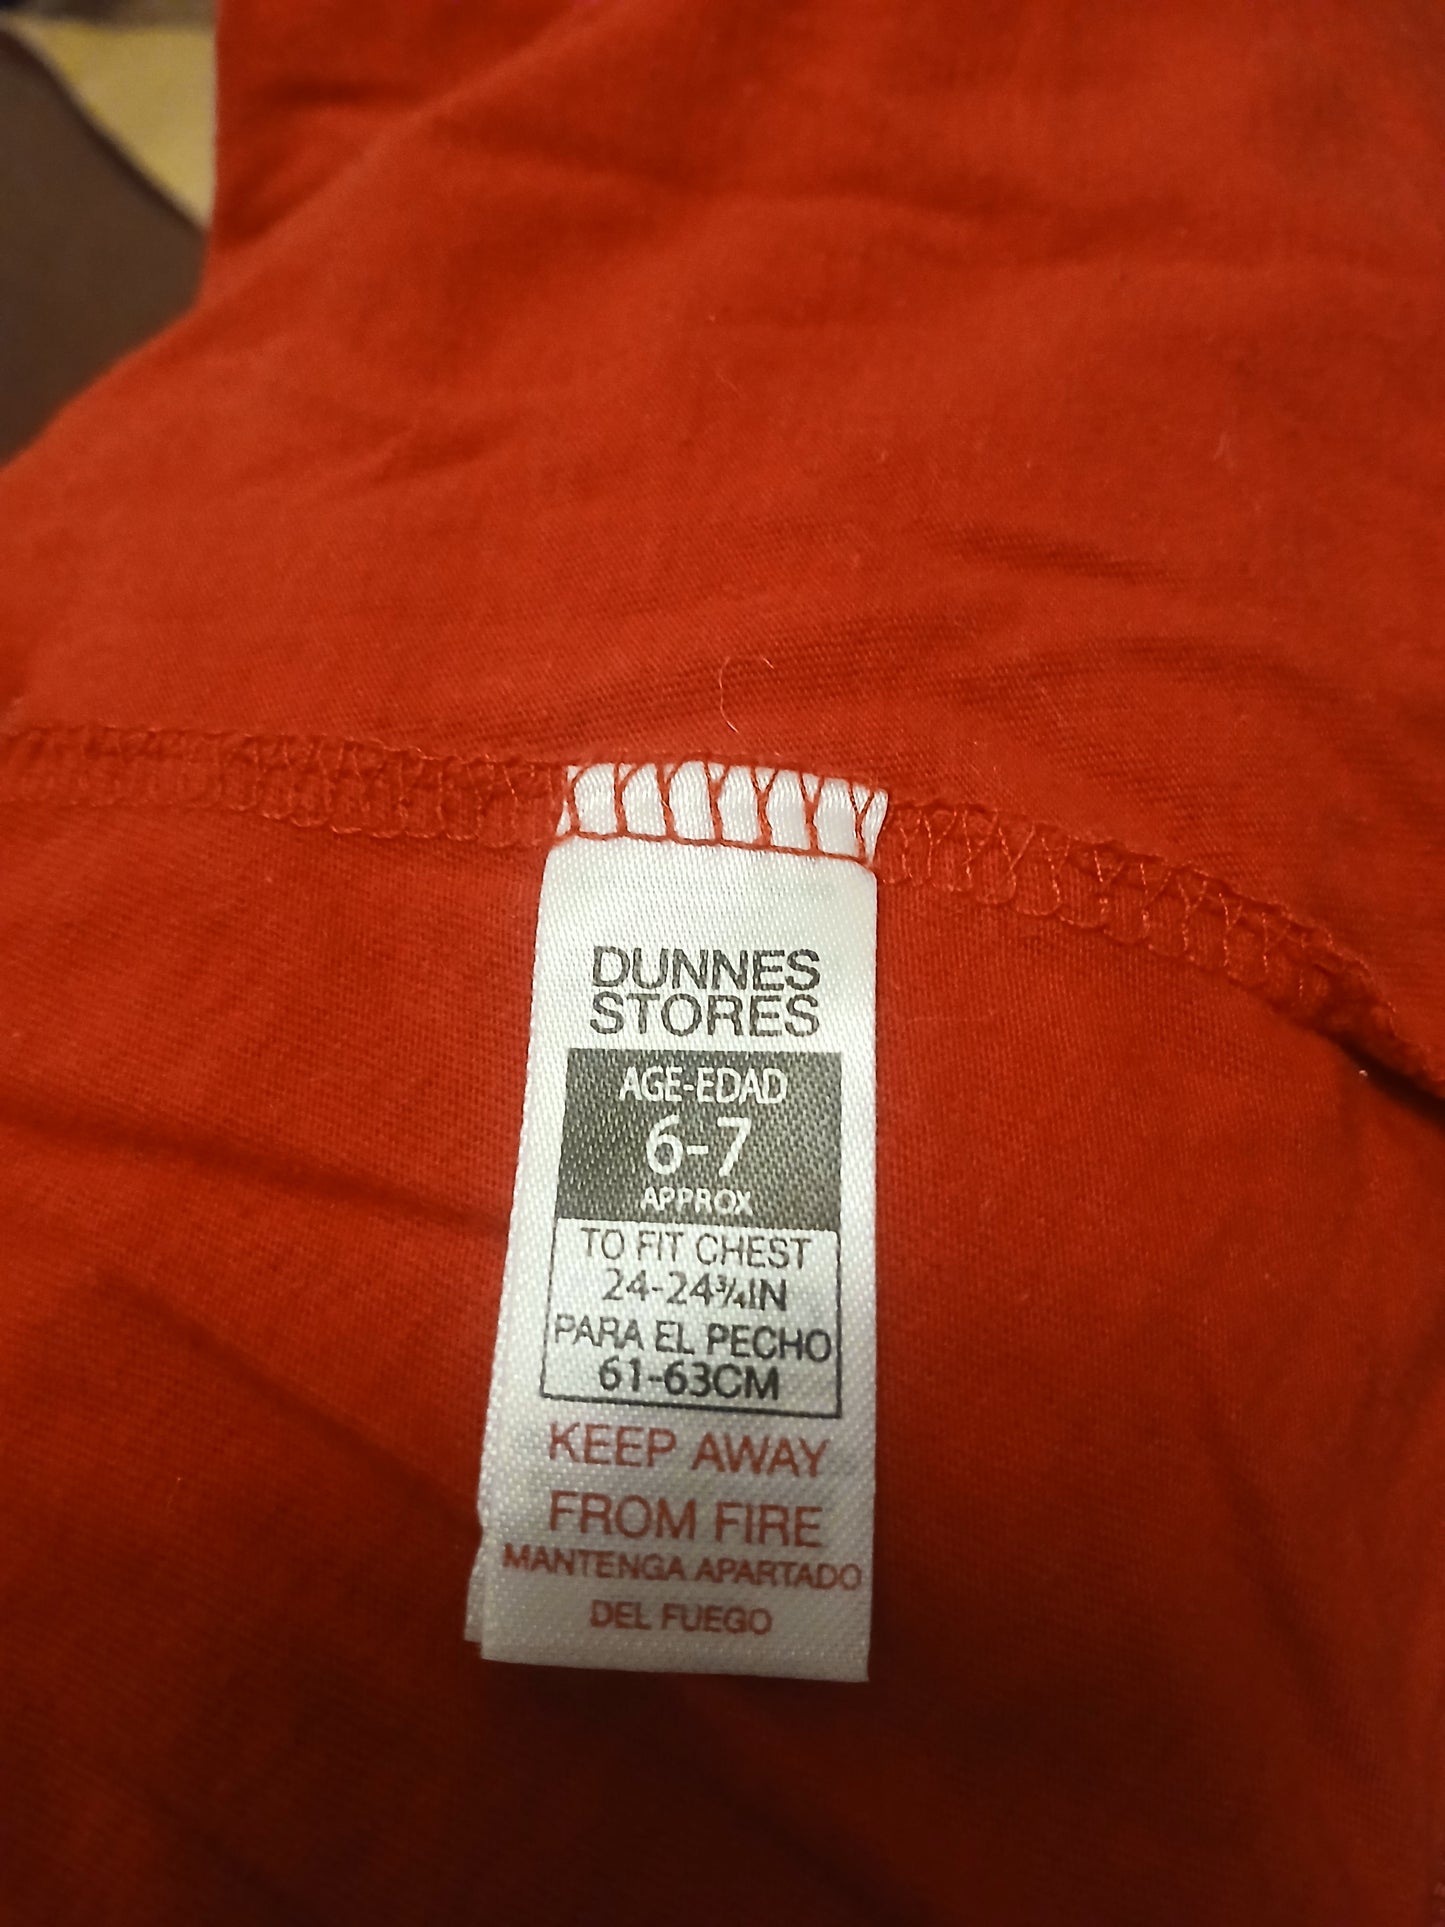 DUNNES
STORES
AGE-EDAD
6-7
APPROX
TO FIT CHEST
24-24¾IN
PARA EL PECHO
61-63CM
KEEP AWAY
FROM FIRE
MANTENGA APARTADO
DEL FUEGO